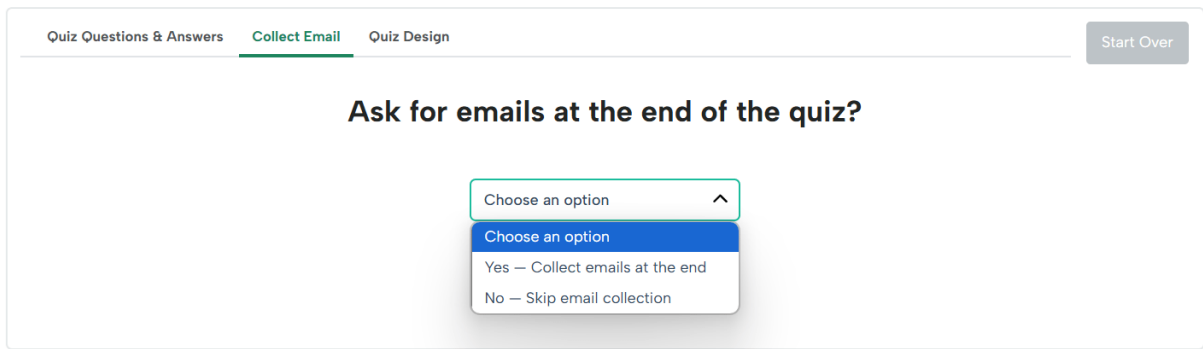 Quiz Questions & Answers Collect Email Quiz Design Start Over
Ask for emails at the end of the quiz?
Choose an option
Choose an option
Yes — Collect emails at the end
No — Skip email collection